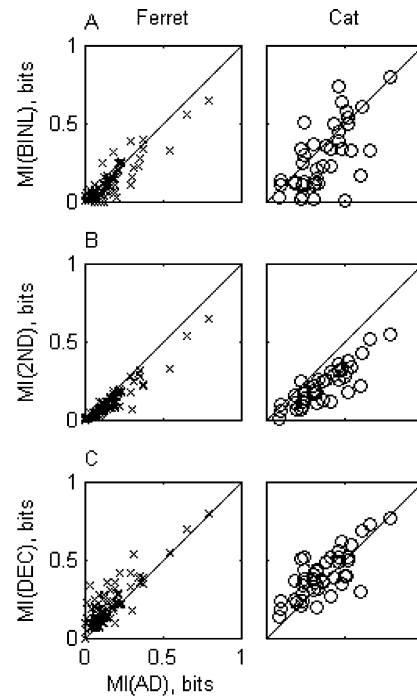 A
Ferret
Cat
1
0.5
0
MI(BINL), bits
B
1
0.5
0
MI(2ND), bits
C
1
0.5
0
MI(DEC), bits
0
0.5
1
MI(AD), bits